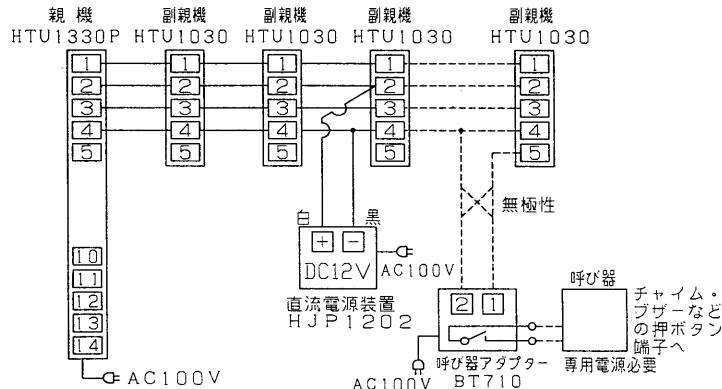 親 機 副親機 副親機 副親機 副親機
HTU1330P HTU1030 HTU1030 HTU1030 HTU1030
1 1 1 1 1
2 2 2 2 2
3 3 3 3 3
4 4 4 4 4
5 5 5 5 5
無極性
白 黒
+ −
DC12V
AC100V
直流電源装置
HJP1202
10
11
12
13
14
AC100V
2 1
呼び器アダプター
BT710
AC100V
呼び器
専用電源必要
チャイム・
ブザーなど
の押ボタン
端子へ